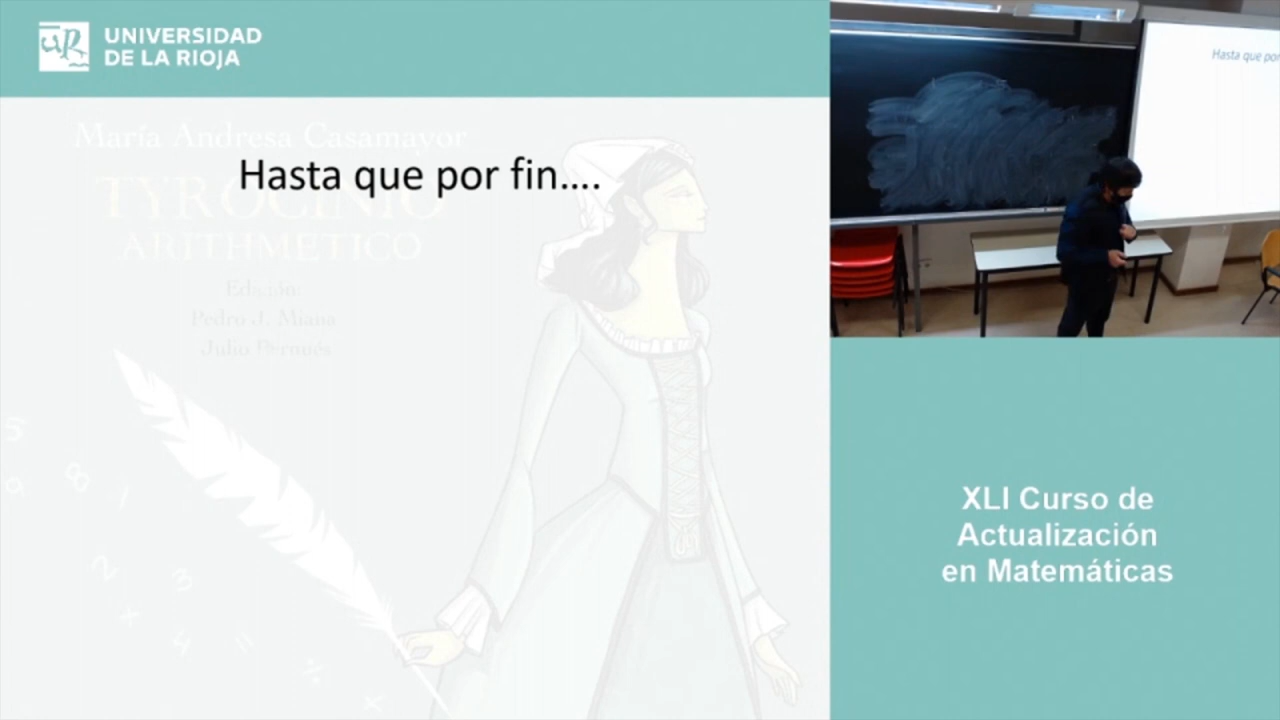 UNIVERSIDAD
DE LA RIOJA
María Andresa Casamayor
Hasta que por fin....
TYROCINIO
ARITHMETICO
Edición:
Pedro J. Miana
Julio Bernués
Hasta que por
XLI Curso de
Actualización
en Matemáticas